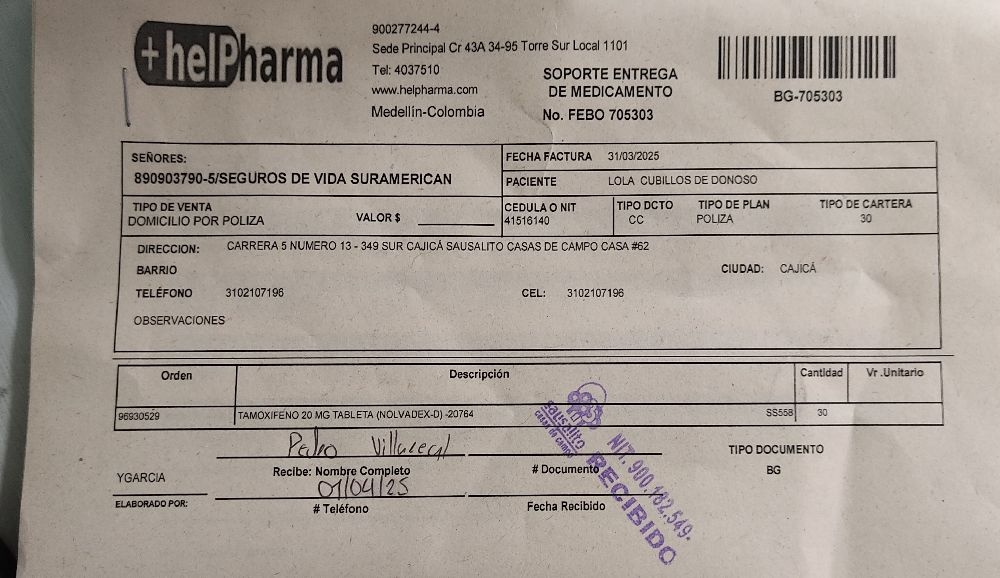 +helPharma
900277244-4
Sede Principal Cr 43A 34-95 Torre Sur Local 1101
Tel: 4037510
www.helpharma.com
Medellín-Colombia
SOPORTE ENTREGA
DE MEDICAMENTO
No. FEBO 705303
BG-705303
SEÑORES:
890903790-5/SEGUROS DE VIDA SURAMERICAN
FECHA FACTURA 31/03/2025
PACIENTE LOLA CUBILLOS DE DONOSO
TIPO DE VENTA
DOMICILIO POR POLIZA
VALOR $
CEDULA O NIT
41516140
TIPO DCTO
CC
TIPO DE PLAN
POLIZA
TIPO DE CARTERA
30
DIRECCION: CARRERA 5 NUMERO 13 - 349 SUR CAJICÁ SAUSALITO CASAS DE CAMPO CASA #62
BARRIO
CIUDAD: CAJICÁ
TELÉFONO 3102107196
CEL: 3102107196
OBSERVACIONES
Orden Descripción Cantidad Vr .Unitario
96930529 TAMOXIFENO 20 MG TABLETA (NOLVADEX-D) -20764 SS558 30
Pedro Villareal
Recibe: Nombre Completo
# Documento
TIPO DOCUMENTO
BG
YGARCIA
01/04/25
ELABORADO POR:
# Teléfono
Fecha Recibido
Sausalito
CASAS DE CAMPO
NIT. 900.182.549-
RECIBIDO